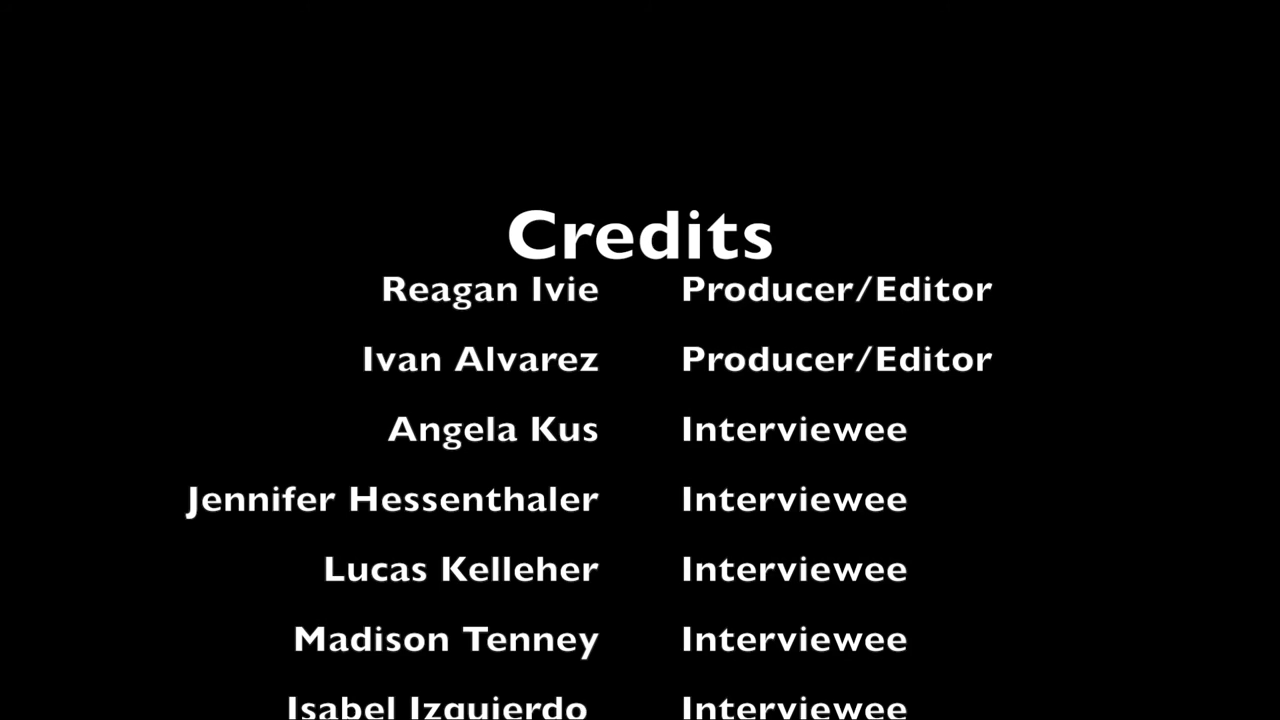 Credits
Reagan Ivie Producer/Editor
Ivan Alvarez Producer/Editor
Angela Kus Interviewee
Jennifer Hessenthaler Interviewee
Lucas Kelleher Interviewee
Madison Tenney Interviewee
Isabel Izquierdo Interviewee